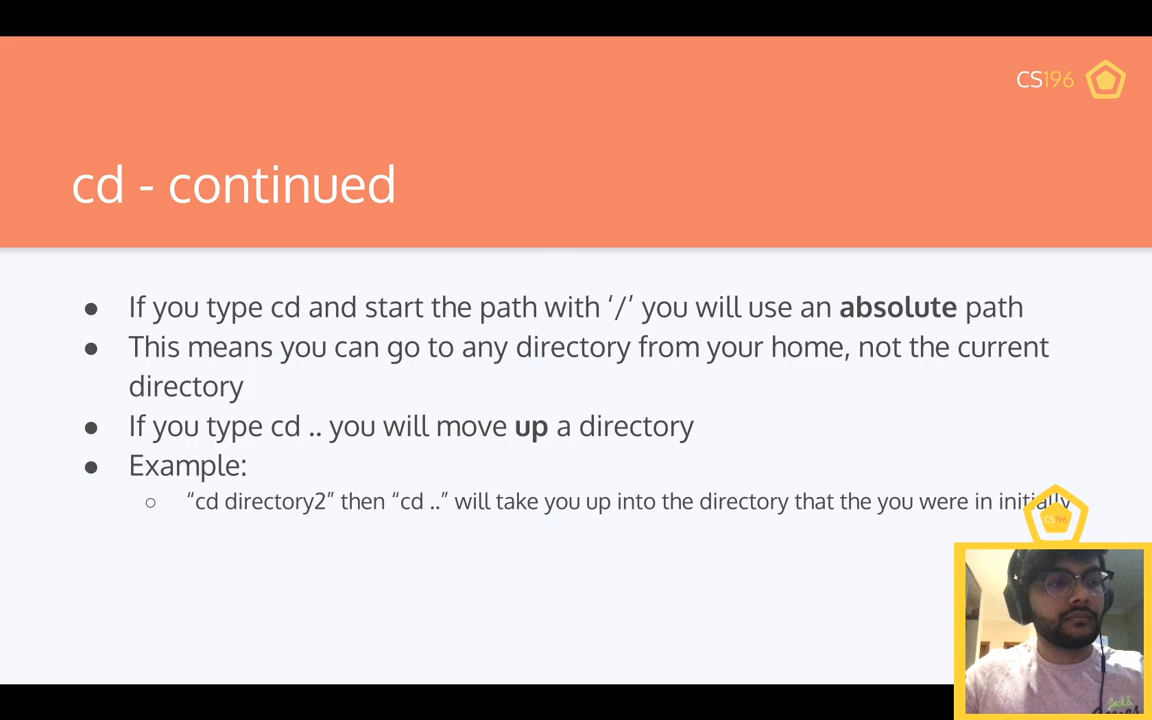 CS196
cd - continued
● If you type cd and start the path with ‘/’ you will use an absolute path
● This means you can go to any directory from your home, not the current
directory
● If you type cd .. you will move up a directory
● Example:
○ “cd directory2” then “cd ..” will take you up into the directory that the you were in initially
CS196